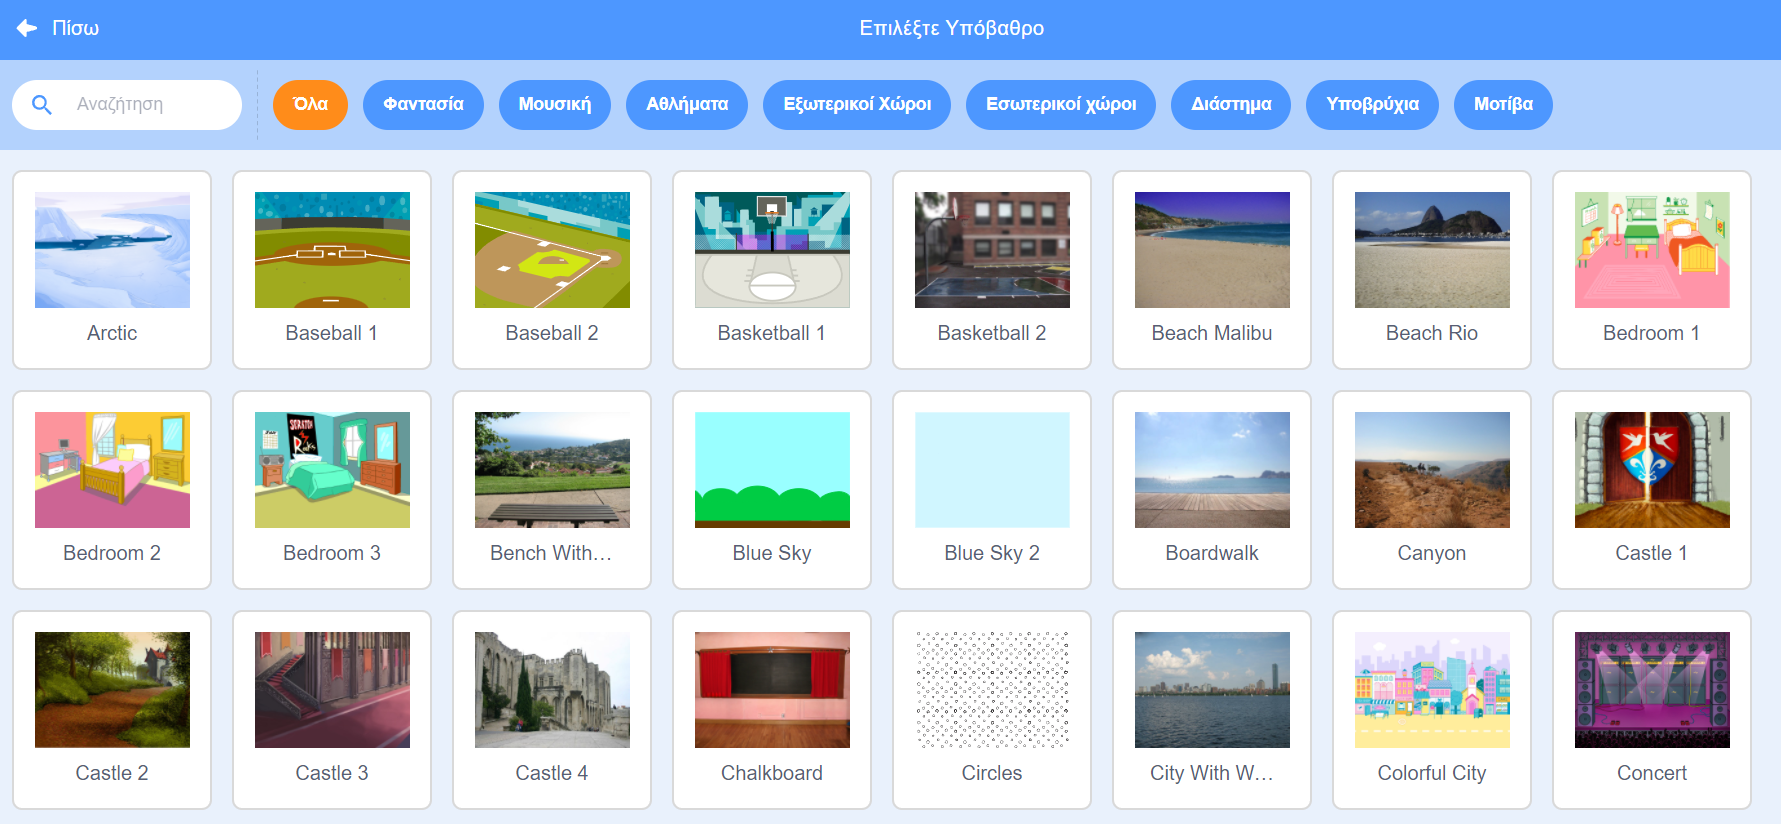 Πίσω
Επιλέξτε Υπόβαθρο
Αναζήτηση
Όλα
Φαντασία
Μουσική
Αθλήματα
Εξωτερικοί Χώροι
Εσωτερικοί χώροι
Διάστημα
Υποβρύχια
Μοτίβα
Arctic
Baseball 1
Baseball 2
Basketball 1
Basketball 2
Beach Malibu
Beach Rio
Bedroom 1
SCRATCH
Rocks
Bedroom 2
Bedroom 3
Bench With…
Blue Sky
Blue Sky 2
Boardwalk
Canyon
Castle 1
Castle 2
Castle 3
Castle 4
Chalkboard
Circles
City With W…
Colorful City
Concert